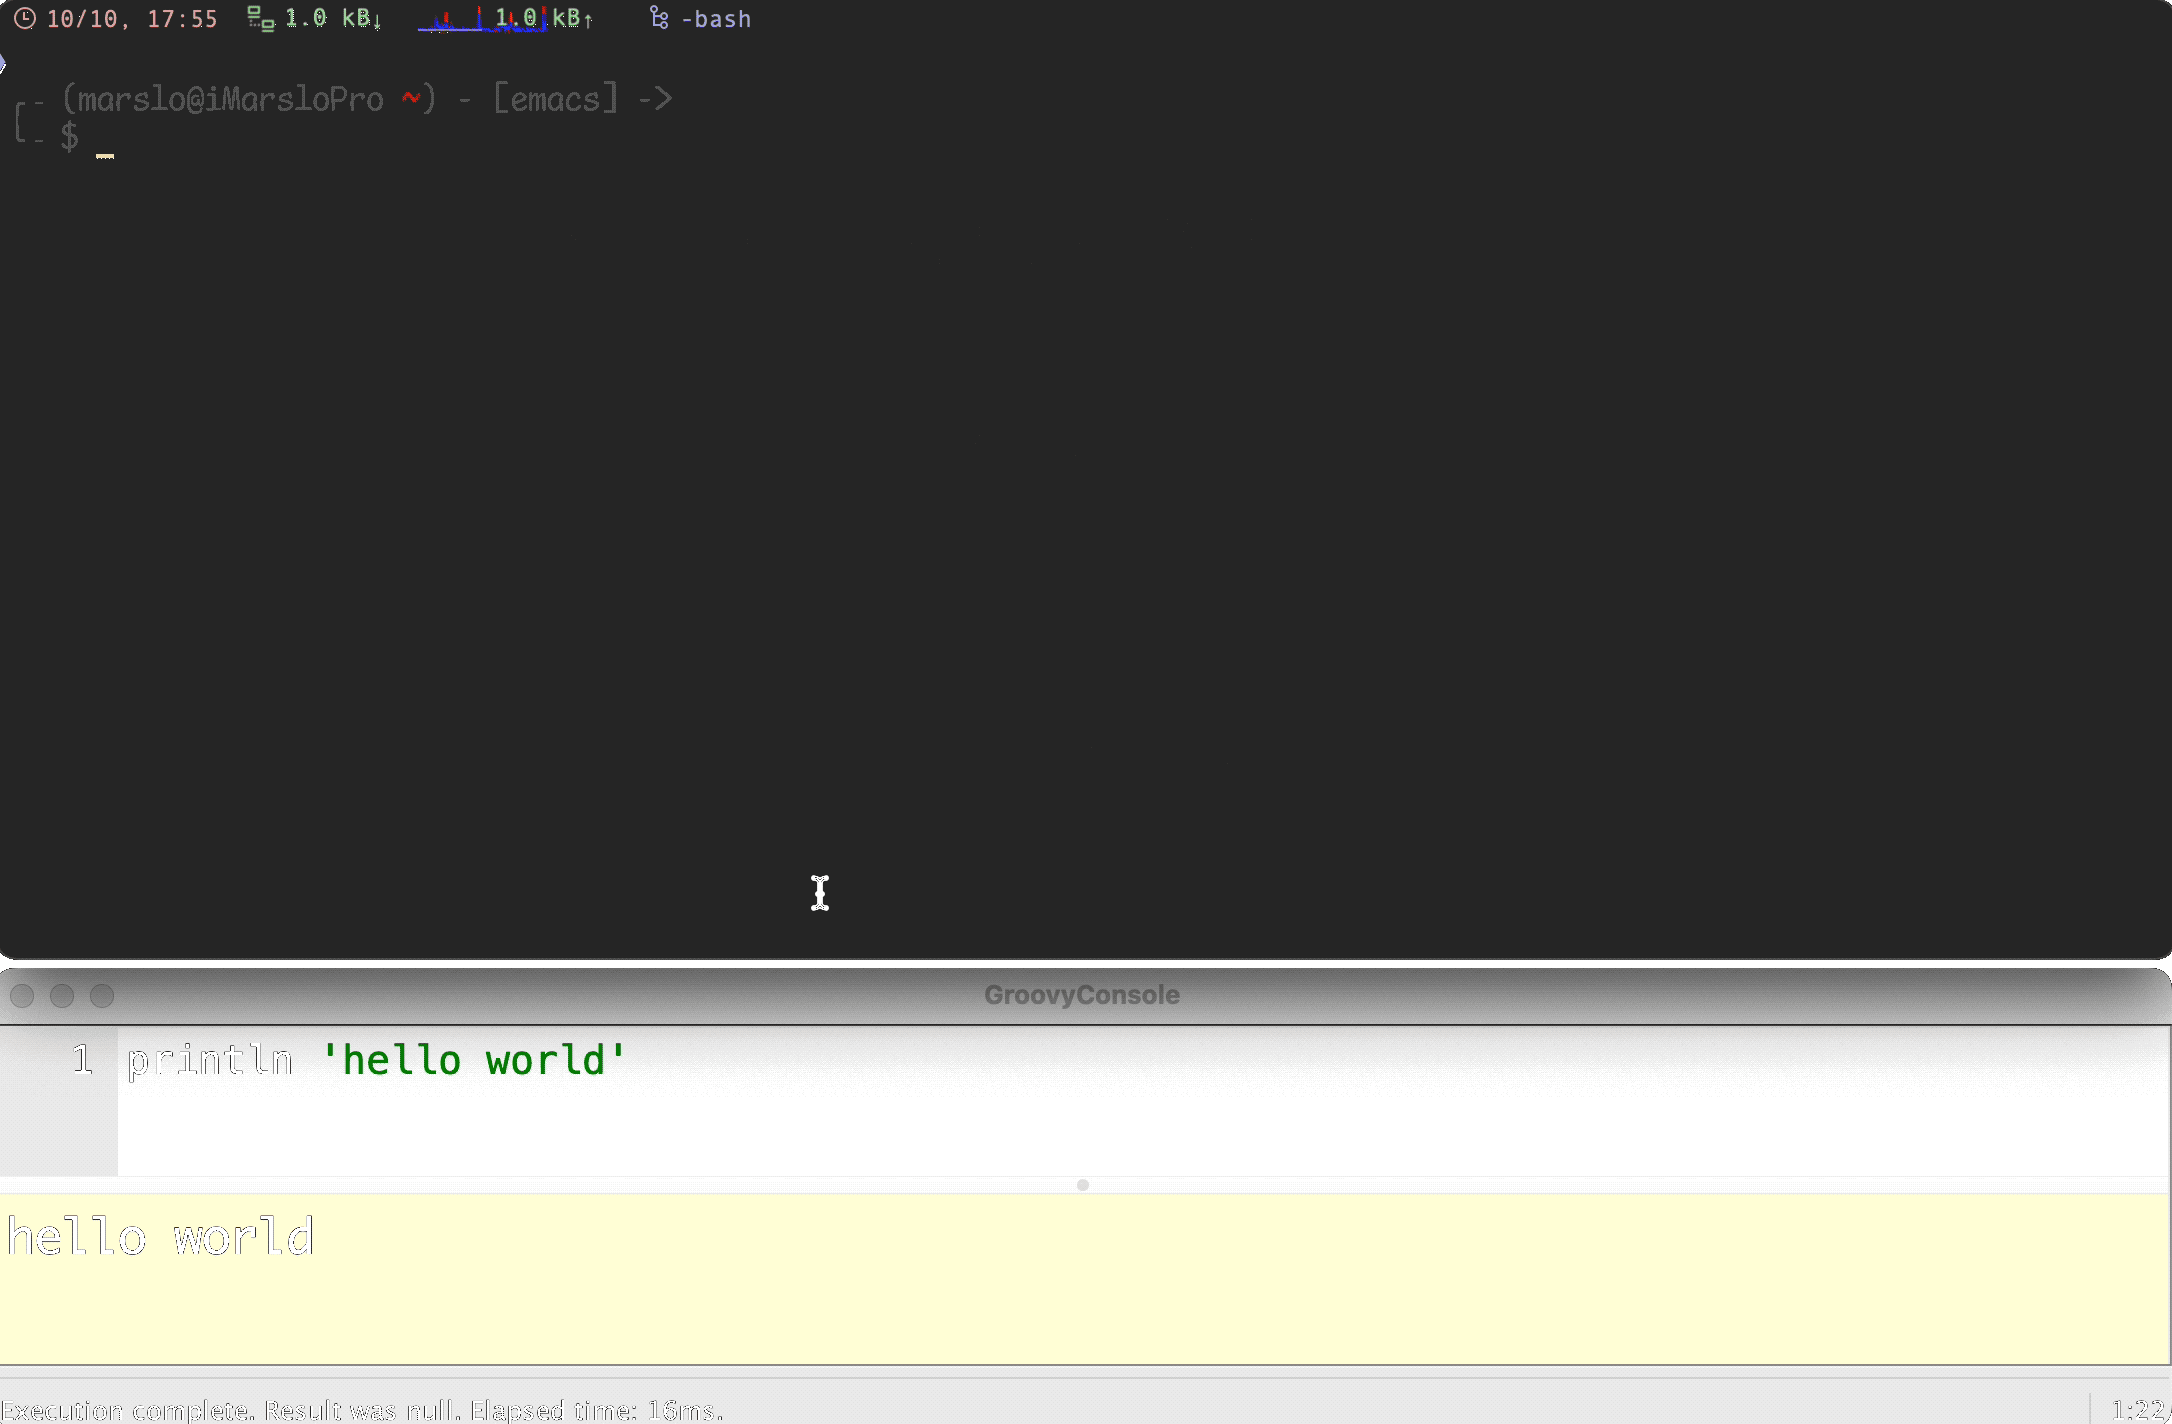 10/10, 17:55 1.0 kB↓ 1.0 kB↑ -bash
(marslo@iMarsloPro ~) - [emacs] ->
$
GroovyConsole
1 println 'hello world'
hello world
Execution complete. Result was null. Elapsed time: 16ms. 1:22